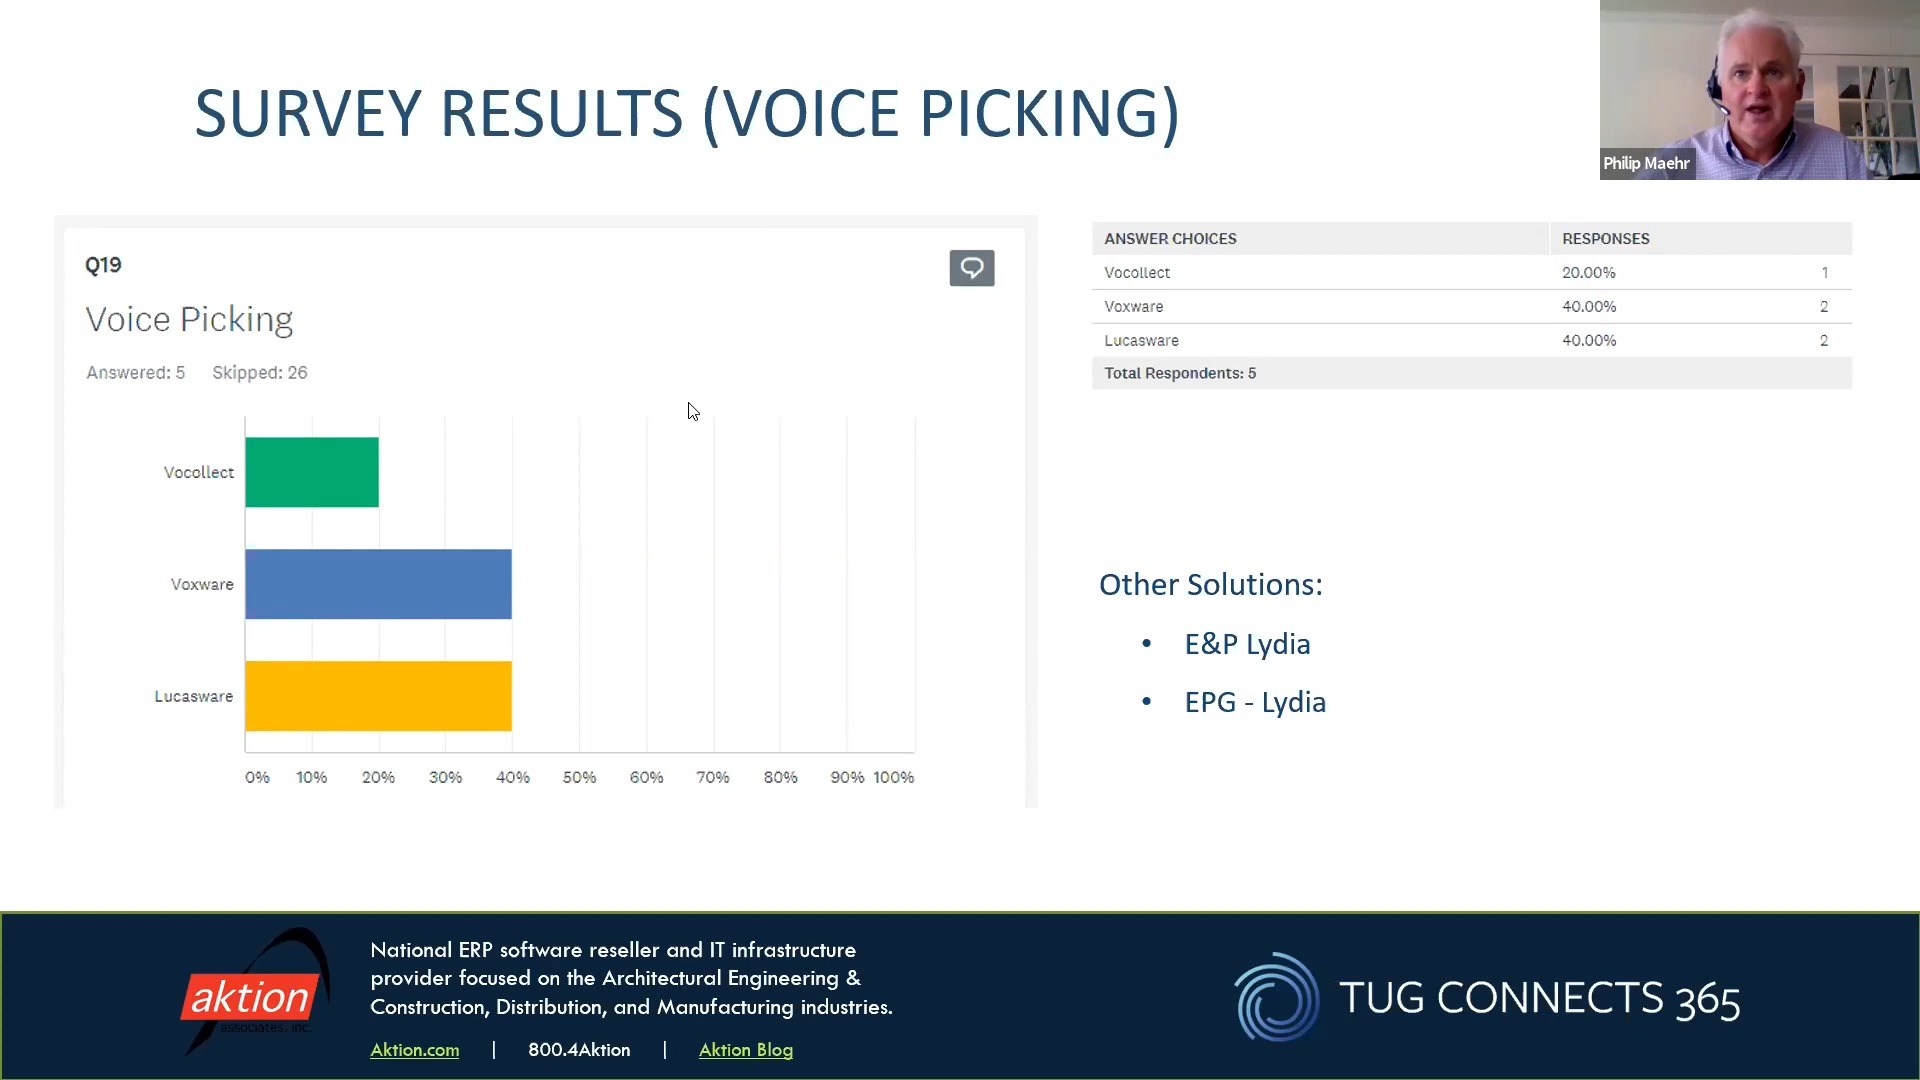 SURVEY RESULTS (VOICE PICKING)
Philip Maehr
Q19
Voice Picking
Answered: 5 Skipped: 26
Vocollect
Voxware
Lucasware
0% 10% 20% 30% 40% 50% 60% 70% 80% 90% 100%
ANSWER CHOICES RESPONSES
Vocollect 20.00% 1
Voxware 40.00% 2
Lucasware 40.00% 2
Total Respondents: 5
Other Solutions:
• E&P Lydia
• EPG - Lydia
aktion
associates, inc.
National ERP software reseller and IT infrastructure
provider focused on the Architectural Engineering &
Construction, Distribution, and Manufacturing industries.
Aktion.com | 800.4Aktion | Aktion Blog
TUG CONNECTS 365